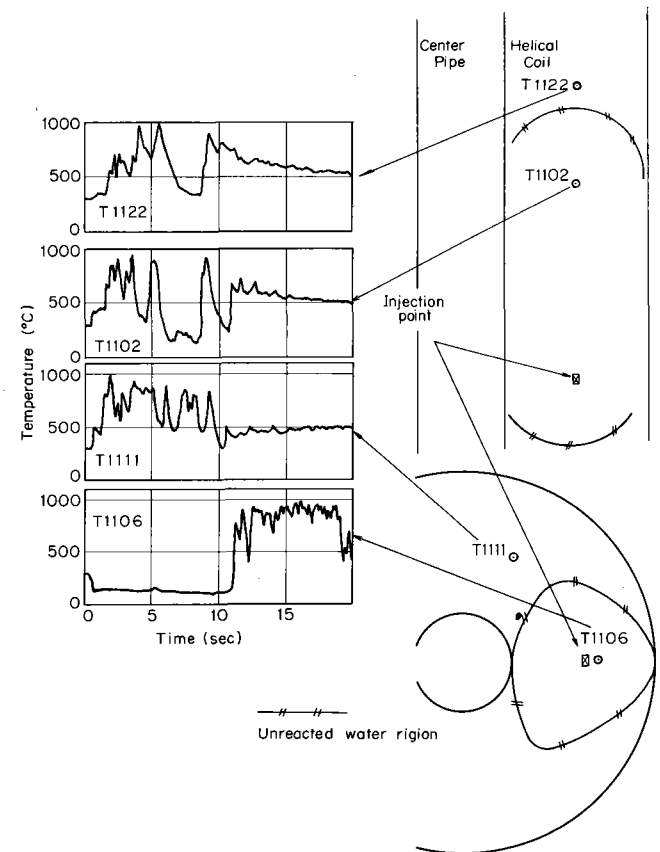 Center
Pipe
Helical
Coil
T1122
1000
500
0
T1122
T1102
1000
500
0
T1102
Injection
point
Temperature (°C)
1000
500
0
T1111
1000
500
0
T1106
T1111
T1106
0 5 10 15
Time (sec)
Unreacted water rigion